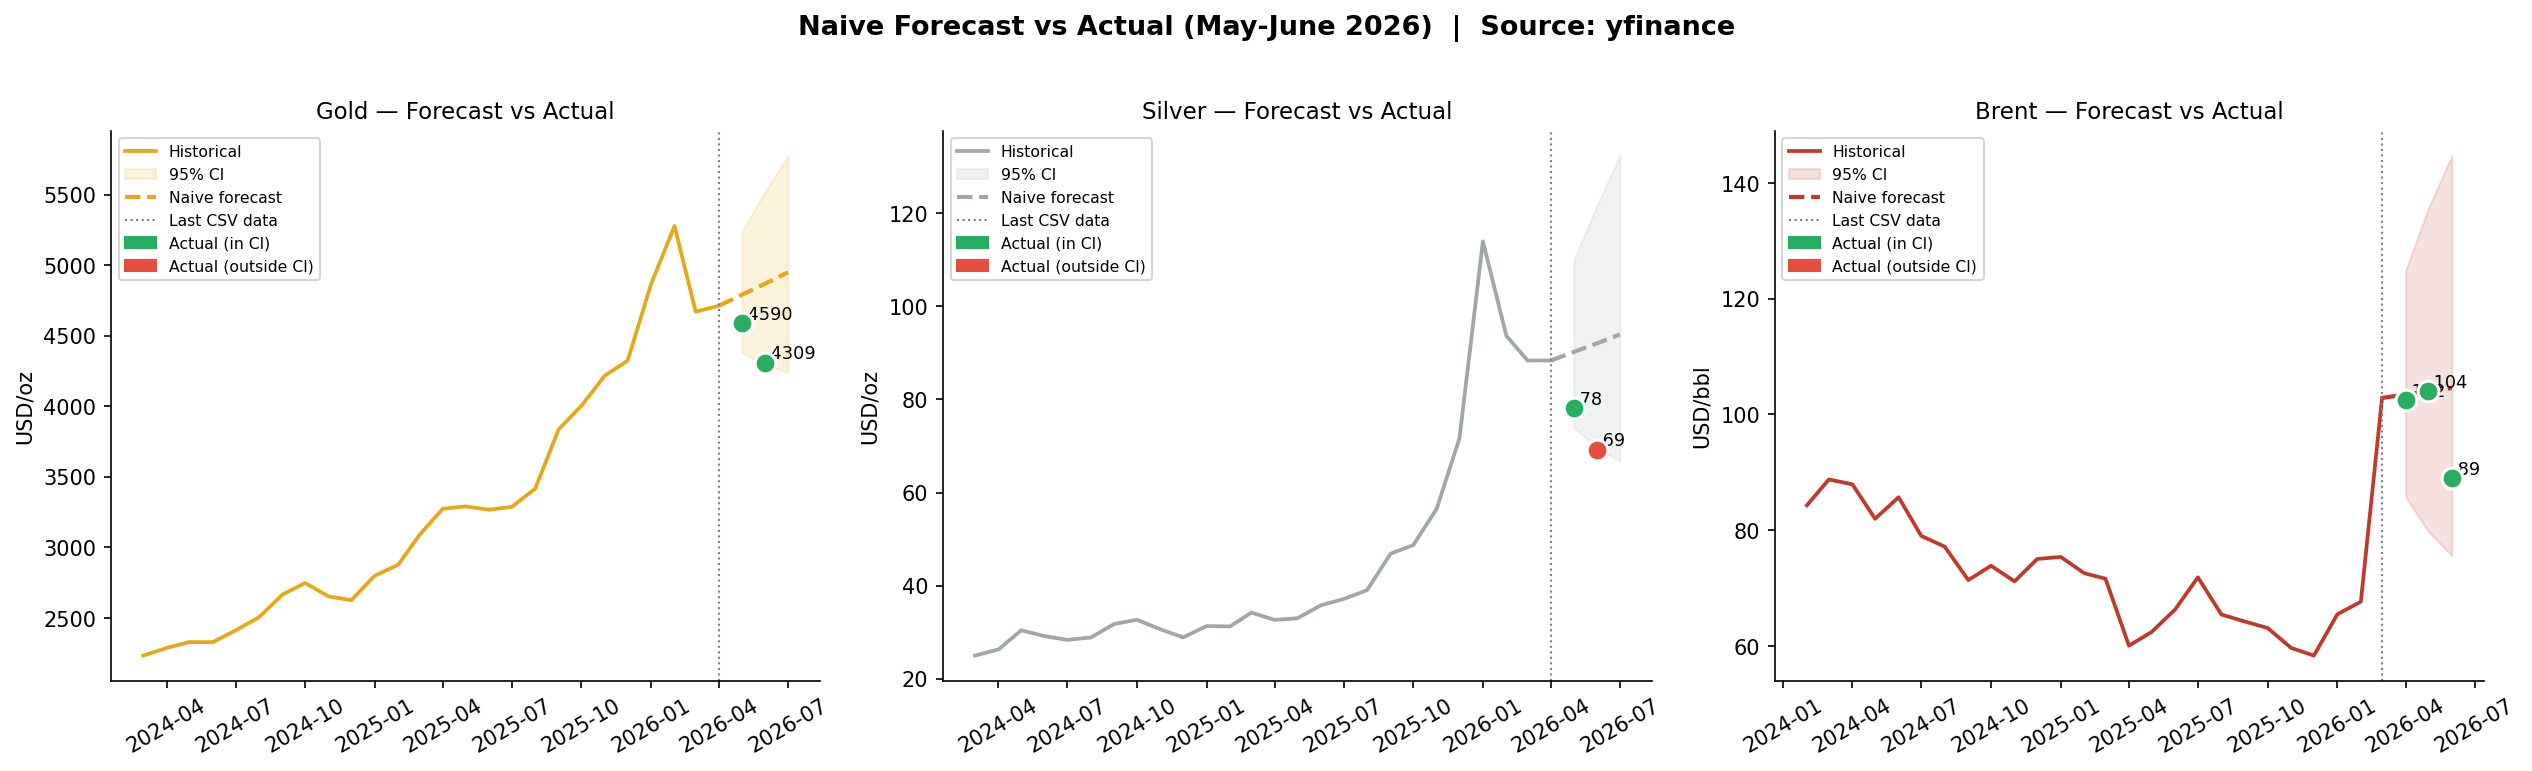 Naive Forecast vs Actual (May-June 2026)  |  Source: yfinance
Gold — Forecast vs Actual
USD/oz
5500
5000
4500
4000
3500
3000
2500
Historical
95% CI
Naive forecast
Last CSV data
Actual (in CI)
Actual (outside CI)
4590
4309
2024-04
2024-07
2024-10
2025-01
2025-04
2025-07
2025-10
2026-01
2026-04
2026-07
Silver — Forecast vs Actual
USD/oz
120
100
80
60
40
20
Historical
95% CI
Naive forecast
Last CSV data
Actual (in CI)
Actual (outside CI)
78
69
2024-04
2024-07
2024-10
2025-01
2025-04
2025-07
2025-10
2026-01
2026-04
2026-07
Brent — Forecast vs Actual
USD/bbl
140
120
100
80
60
Historical
95% CI
Naive forecast
Last CSV data
Actual (in CI)
Actual (outside CI)
104
89
2024-01
2024-04
2024-07
2024-10
2025-01
2025-04
2025-07
2025-10
2026-01
2026-04
2026-07